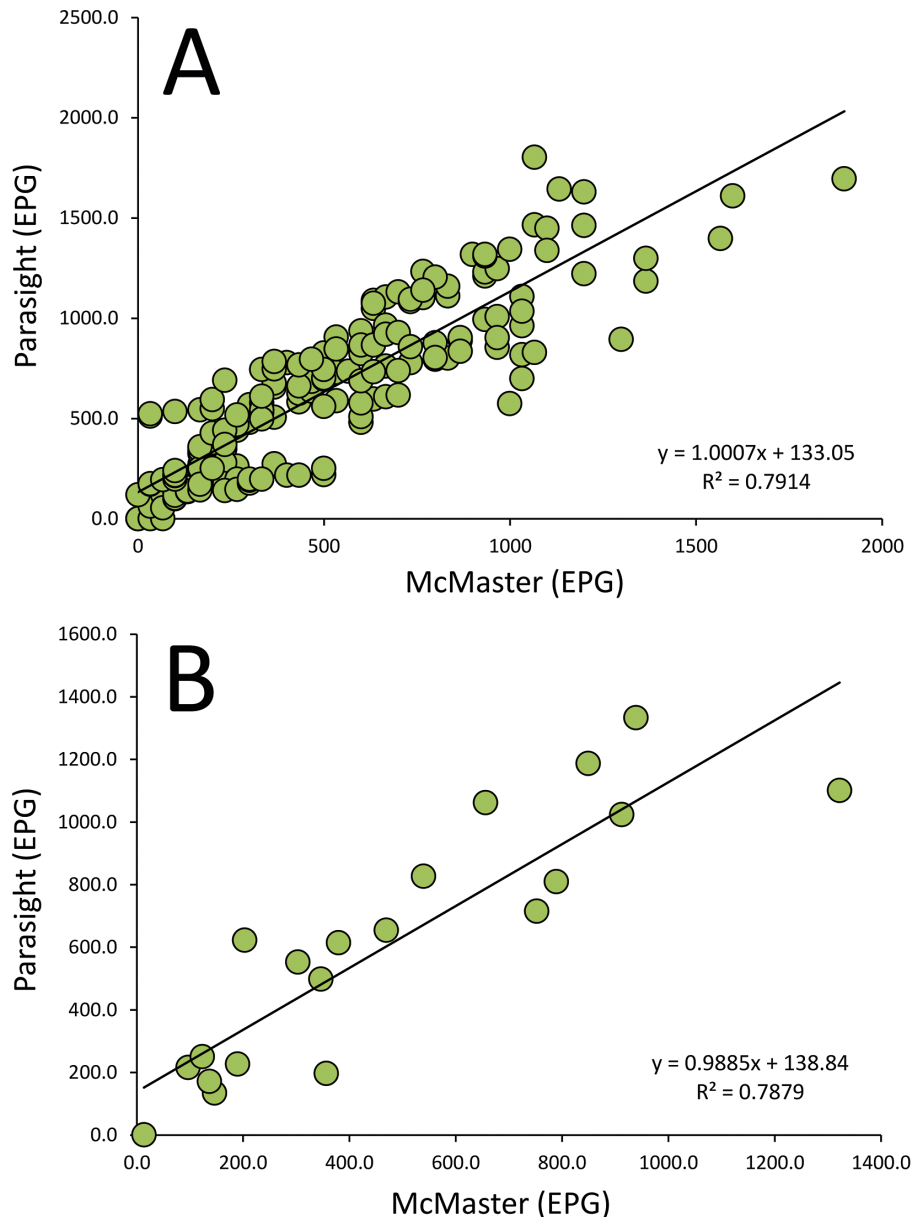 A
2500.0
2000.0
1500.0
1000.0
500.0
0.0
Parasight (EPG)
0
500
1000
1500
2000
McMaster (EPG)
y = 1.0007x + 133.05
R² = 0.7914
B
1600.0
1400.0
1200.0
1000.0
800.0
600.0
400.0
200.0
0.0
Parasight (EPG)
0.0
200.0
400.0
600.0
800.0
1000.0
1200.0
1400.0
McMaster (EPG)
y = 0.9885x + 138.84
R² = 0.7879